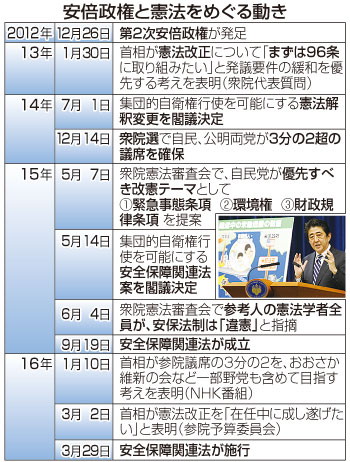 安倍政権と憲法をめぐる動き
2012年 12月26日 第2次安倍政権が発足
13年 1月30日 首相が憲法改正について「まずは96条
に取り組みたい」と発議要件の緩和を優
先する考えを表明(衆院代表質問)
14年 7月 1日 集団的自衛権行使を可能にする憲法解
釈変更を閣議決定
12月14日 衆院選で自民、公明両党が3分の2超の
議席を確保
15年 5月 7日 衆院憲法審査会で、自民党が優先すべ
き改憲テーマとして
①緊急事態条項 ②環境権 ③財政規
律条項 を提案
5月14日 集団的自衛権行
使を可能にする
安全保障関連法
案を閣議決定
6月 4日 衆院憲法審査会で参考人の憲法学者全
員が、安保法制は「違憲」と指摘
9月19日 安全保障関連法が成立
16年 1月10日 首相が参院議席の3分の2を、おおさか
維新の会など一部野党も含めて目指す
考えを表明(NHK番組)
3月 2日 首相が憲法改正を「在任中に成し遂げた
い」と表明(参院予算委員会)
3月29日 安全保障関連法が施行